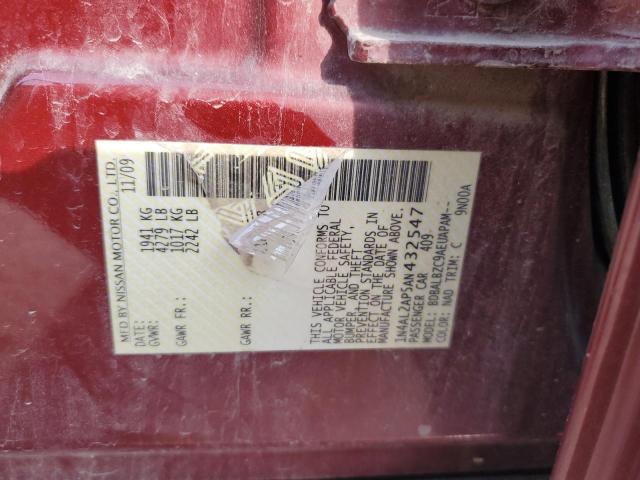 MFD BY NISSAN MOTOR CO., LTD.
DATE: 11/09
GVWR: 1941 KG
4279 LB
GAWR FR.: 1017 KG
2242 LB
GAWR RR.:
THIS VEHICLE CONFORMS TO
ALL APPLICABLE FEDERAL
MOTOR VEHICLE SAFETY,
BUMPER, AND THEFT
PREVENTION STANDARDS IN
EFFECT ON THE DATE OF
MANUFACTURE SHOWN ABOVE.
1N4AL2AP5AN432547
PASSENGER CAR 409
MODEL: BDBALBZC9AEUAPAM--
COLOR: NAD TRIM: C 9N00A